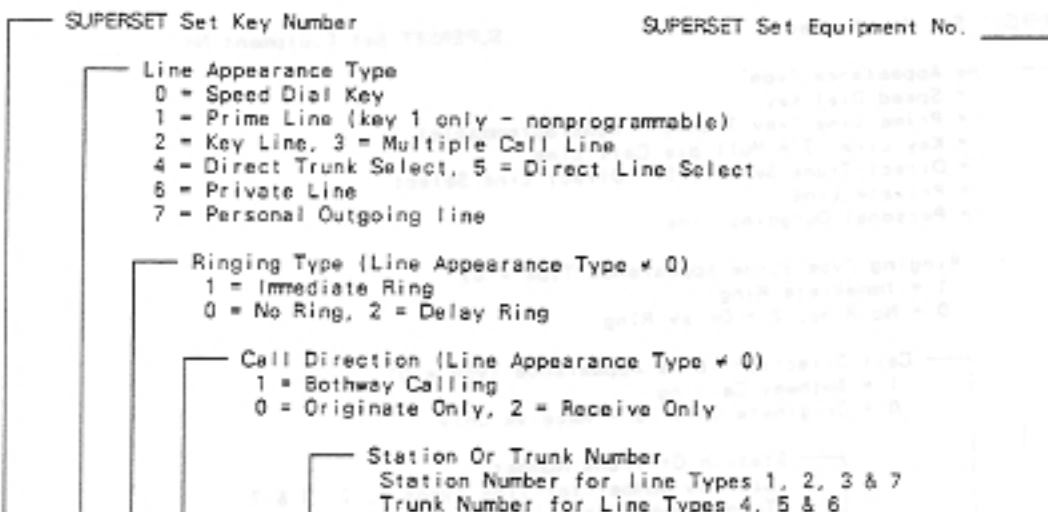 SUPERSET Set Key Number SUPERSET Set Equipment No.
Line Appearance Type
0 = Speed Dial Key
1 = Prime Line (key 1 only - nonprogrammable)
2 = Key Line, 3 = Multiple Call Line
4 = Direct Trunk Select, 5 = Direct Line Select
6 = Private Line
7 = Personal Outgoing line
Ringing Type (Line Appearance Type ≠ 0)
1 = Immediate Ring
0 = No Ring, 2 = Delay Ring
Call Direction (Line Appearance Type ≠ 0)
1 = Bothway Calling
0 = Originate Only, 2 = Receive Only
Station Or Trunk Number
Station Number for line Types 1, 2, 3 & 7
Trunk Number for Line Types 4, 5 & 6